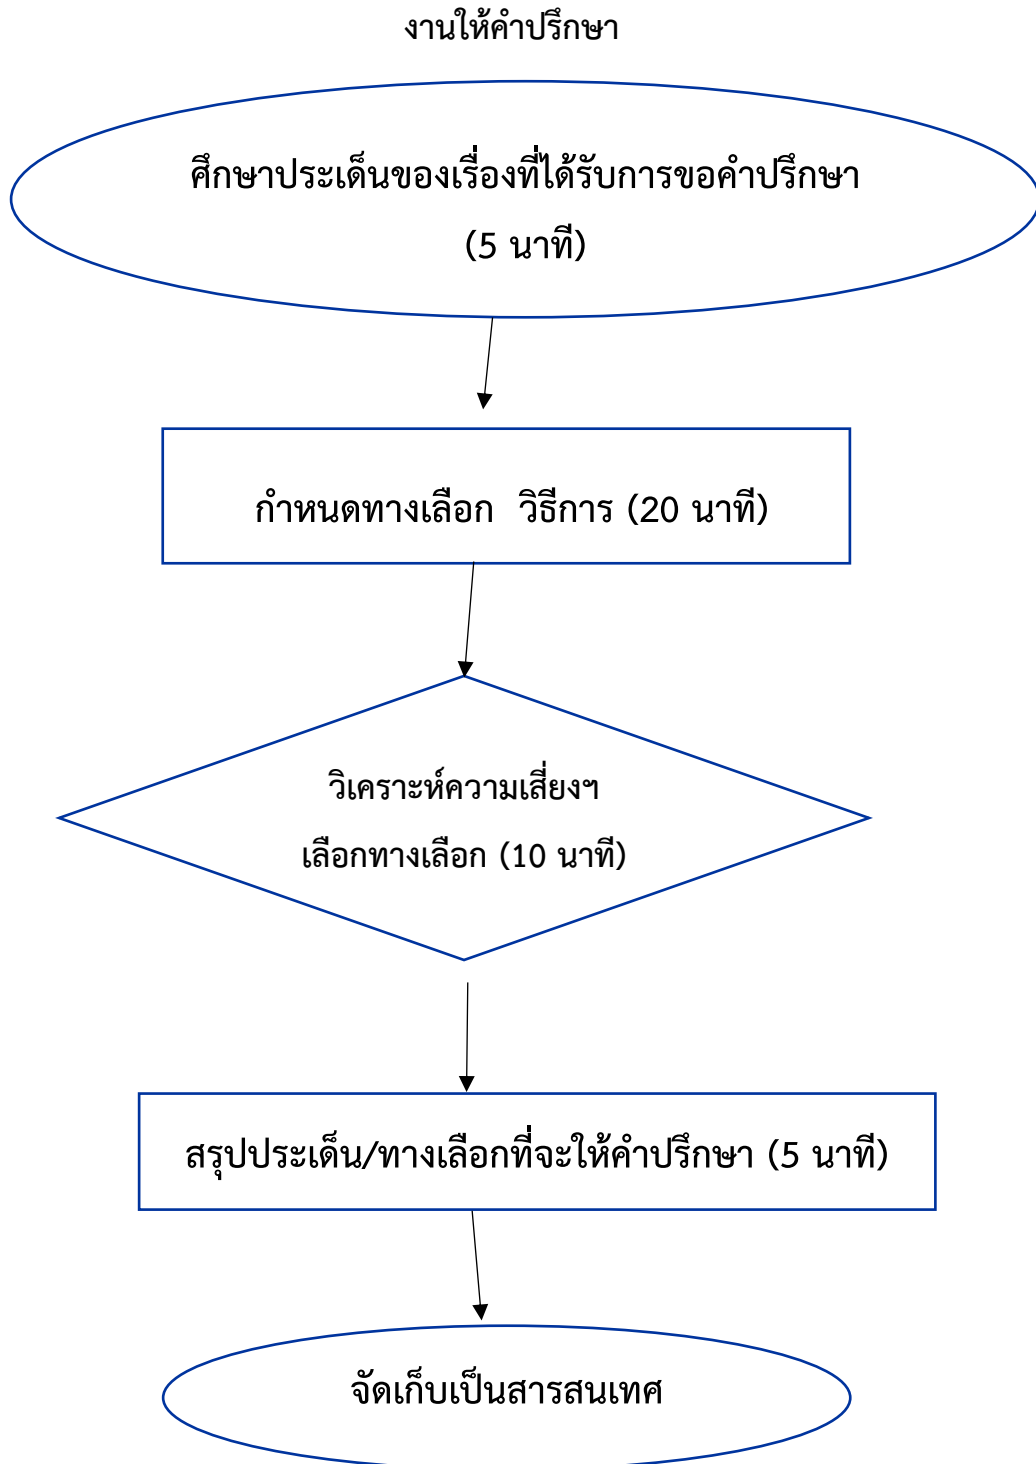 งานให้คำปรึกษา
ศึกษาประเด็นของเรื่องที่ได้รับการขอคำปรึกษา
(5 นาที)
กำหนดทางเลือก  วิธีการ (20 นาที)
วิเคราะห์ความเสี่ยงฯ
เลือกทางเลือก (10 นาที)
สรุปประเด็น/ทางเลือกที่จะให้คำปรึกษา (5 นาที)
จัดเก็บเป็นสารสนเทศ